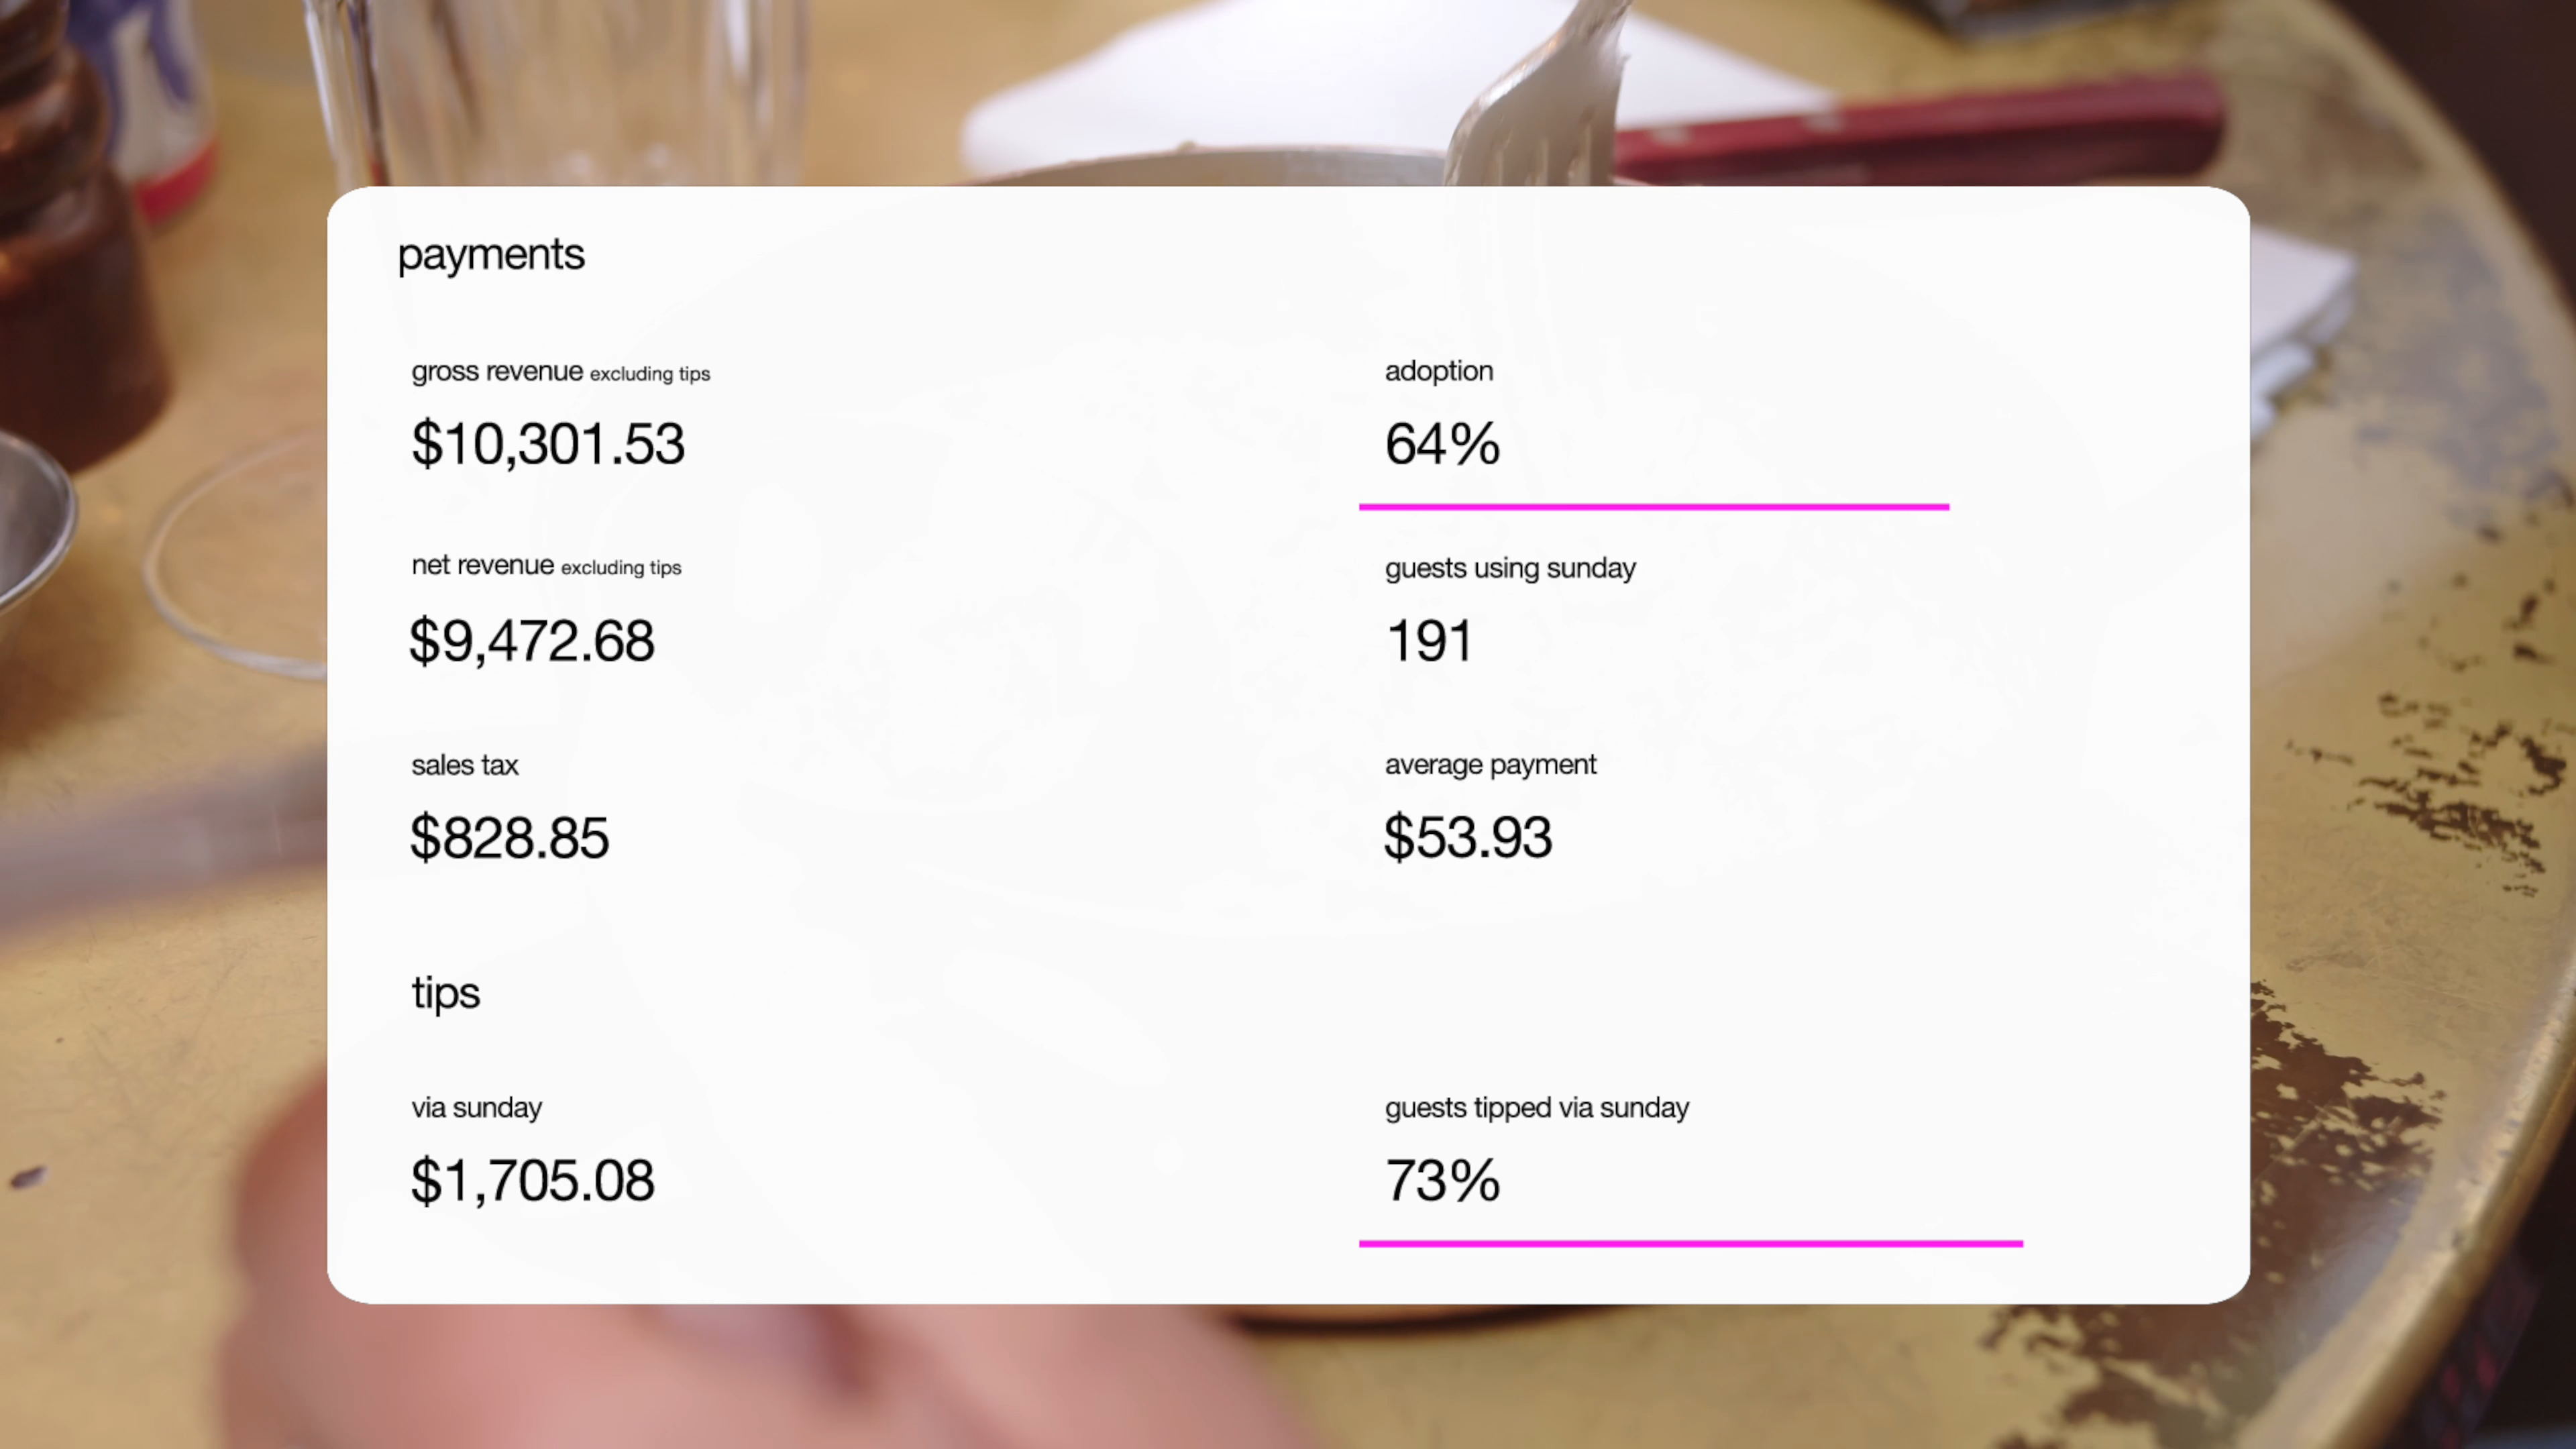 payments
gross revenue excluding tips
$10,301.53
net revenue excluding tips
$9,472.68
sales tax
$828.85
adoption
64%
guests using sunday
191
average payment
$53.93
tips
via sunday
$1,705.08
guests tipped via sunday
73%